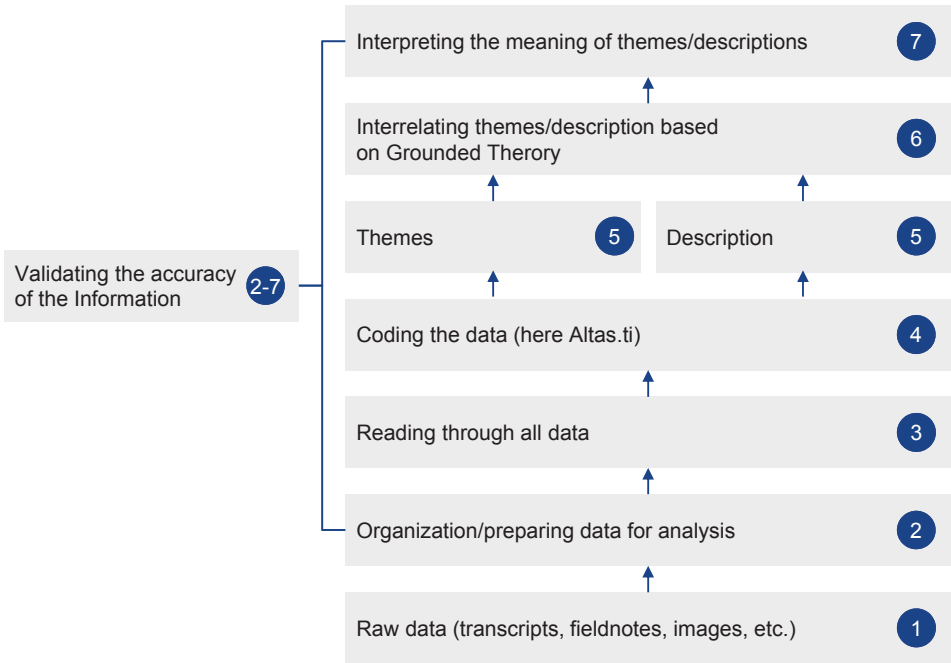 Interpreting the meaning of themes/descriptions 7
Interrelating themes/description based
on Grounded Therory 6
Themes 5
Description 5
Validating the accuracy
of the Information 2-7
Coding the data (here Altas.ti) 4
Reading through all data 3
Organization/preparing data for analysis 2
Raw data (transcripts, fieldnotes, images, etc.) 1